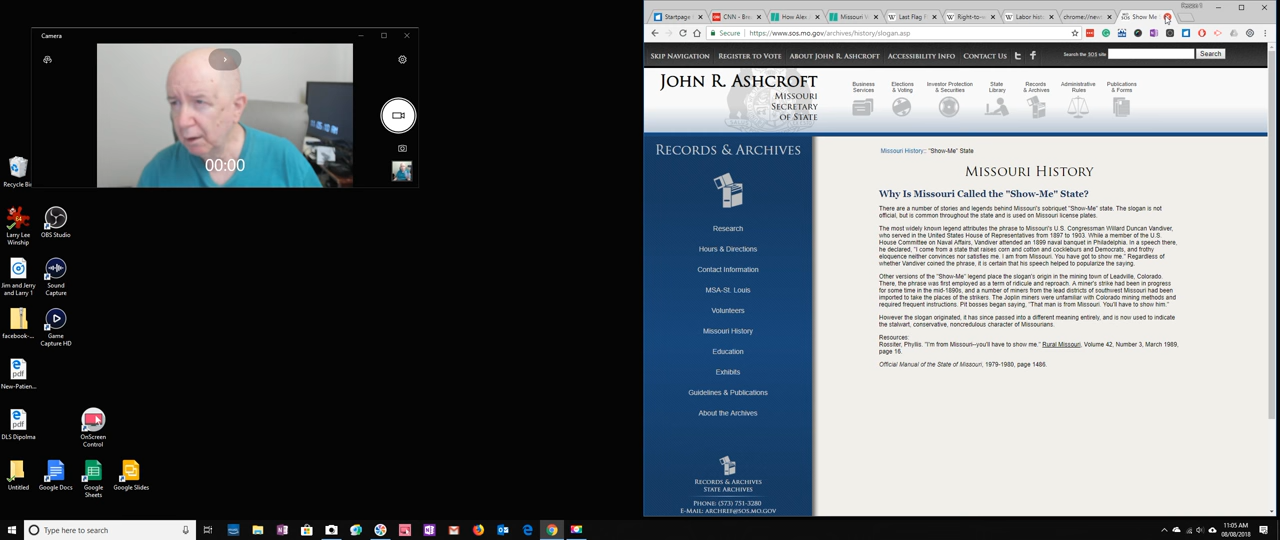 Camera
00:00
Recycle Bin
Larry Lee
Winship
OBS Studio
Jim and Jerry
and Larry 1
Sound
Capture
facebook-...
Game
Capture HD
New-Patien...
DLS Dipolma
OnScreen
Control
Untitled
Google Docs
Google
Sheets
Google Slides
Startpage
CNN - Bre
How Alex
Missouri V
Last Flag F
Right-to-w
Labor hist
chrome://new
Show Me
Secure
https://www.sos.mo.gov/archives/history/slogan.asp
Skip Navigation Register to Vote About John R. Ashcroft Accessibility Info Contact Us
Search the SOS site
Search
John R. Ashcroft
Missouri
Secretary
of State
Business
Services
Elections
& Voting
Investor Protection
& Securities
State
Library
Records
& Archives
Administrative
Rules
Publications
& Forms
Records & Archives
Research
Hours & Directions
Contact Information
MSA-St. Louis
Volunteers
Missouri History
Education
Exhibits
Guidelines & Publications
About the Archives
Records & Archives
State Archives
Phone: (573) 751-3280
E-Mail: archref@sos.mo.gov
Missouri History:: "Show-Me" State
Missouri History
Why Is Missouri Called the "Show-Me" State?
There are a number of stories and legends behind Missouri's sobriquet "Show-Me" state. The slogan is not
official, but is common throughout the state and is used on Missouri license plates.
The most widely known legend attributes the phrase to Missouri's U.S. Congressman Willard Duncan Vandiver,
who served in the United States House of Representatives from 1897 to 1903. While a member of the U.S.
House Committee on Naval Affairs, Vandiver attended an 1899 naval banquet in Philadelphia. In a speech there,
he declared, "I come from a state that raises corn and cotton and cockleburs and Democrats, and frothy
eloquence neither convinces nor satisfies me. I am from Missouri. You have got to show me." Regardless of
whether Vandiver coined the phrase, it is certain that his speech helped to popularize the saying.
Other versions of the "Show-Me" legend place the slogan's origin in the mining town of Leadville, Colorado.
There, the phrase was first employed as a term of ridicule and reproach. A miner's strike had been in progress
for some time in the mid-1890s, and a number of miners from the lead districts of southwest Missouri had been
imported to take the places of the strikers. The Joplin miners were unfamiliar with Colorado mining methods and
required frequent instructions. Pit bosses began saying, "That man is from Missouri. You'll have to show him."
However the slogan originated, it has since passed into a different meaning entirely, and is now used to indicate
the stalwart, conservative, noncredulous character of Missourians.
Resources:
Rossiter, Phyllis. "I'm from Missouri--you'll have to show me." Rural Missouri, Volume 42, Number 3, March 1989,
page 16.
Official Manual of the State of Missouri, 1979-1980, page 1486.
Type here to search
11:05 AM
08/08/2018